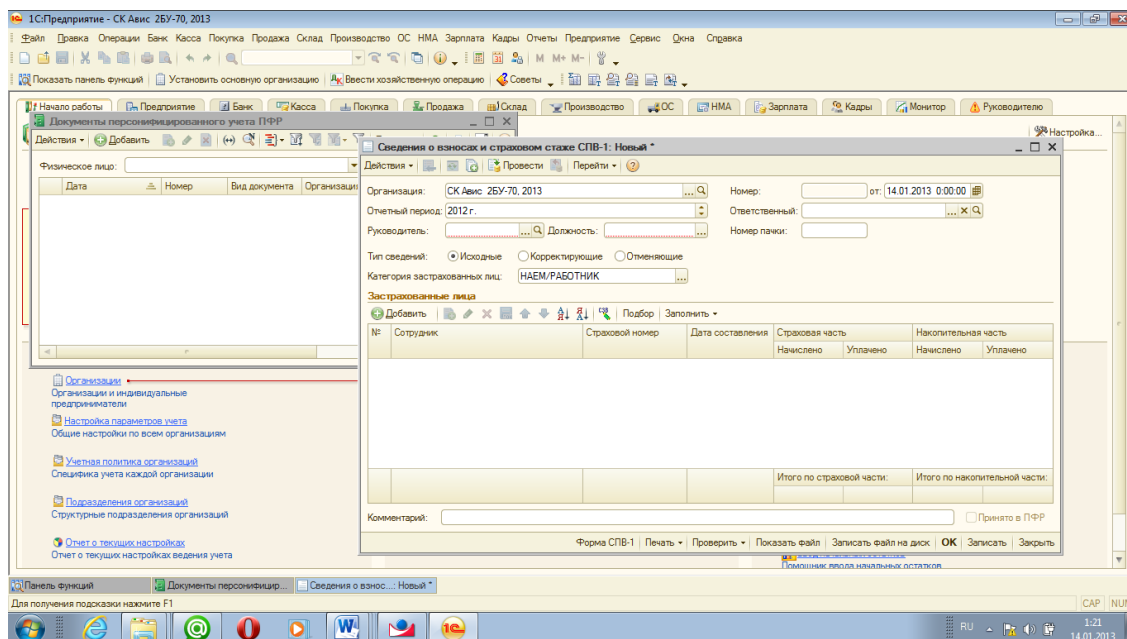 1С:Предприятие - СК Авис 2БУ-70, 2013
Файл Правка Операции Банк Касса Покупка Продажа Склад Производство ОС НМА Зарплата Кадры Отчеты Предприятие Сервис Окна Справка
M M+ M-
Показать панель функций Установить основную организацию Ввести хозяйственную операцию Советы
Начало работы Предприятие Банк Касса Покупка Продажа Склад Производство ОС НМА Зарплата Кадры Монитор Руководителю
Документы персонифицированного учета ПФР
Настройка...
Действия Добавить
Физическое лицо:
Дата Номер Вид документа Организация
Сведения о взносах и страховом стаже СПВ-1: Новый *
Действия Провести Перейти
Организация: СК Авис 2БУ-70, 2013 ... Номер: от: 14.01.2013 0:00:00
Отчетный период: 2012 г. Ответственный: ...
Руководитель: ... Должность: ... Номер пачки:
Тип сведений: Исходные Корректирующие Отменяющие
Категория застрахованных лиц: НАЕМ/РАБОТНИК ...
Застрахованные лица
Добавить Подбор Заполнить
№ Сотрудник Страховой номер Дата составления Страховая часть Накопительная часть
Начислено Уплачено Начислено Уплачено
Итого по страховой части: Итого по накопительной части:
Комментарий: Принято в ПФР
Форма СПВ-1 Печать Проверить Показать файл Записать файл на диск OK Записать Закрыть
Организации
Организации и индивидуальные
предприниматели
Настройка параметров учета
Общие настройки по всем организациям
Учетная политика организаций
Специфика учета каждой организации
Подразделения организаций
Структурные подразделения организаций
Отчет о текущих настройках
Отчет о текущих настройках ведения учета
Помощник ввода начальных остатков
Панель функций Документы персонифицир... Сведения о взнос...: Новый *
Для получения подсказки нажмите F1
CAP NUM
RU
1:21
14.01.2013